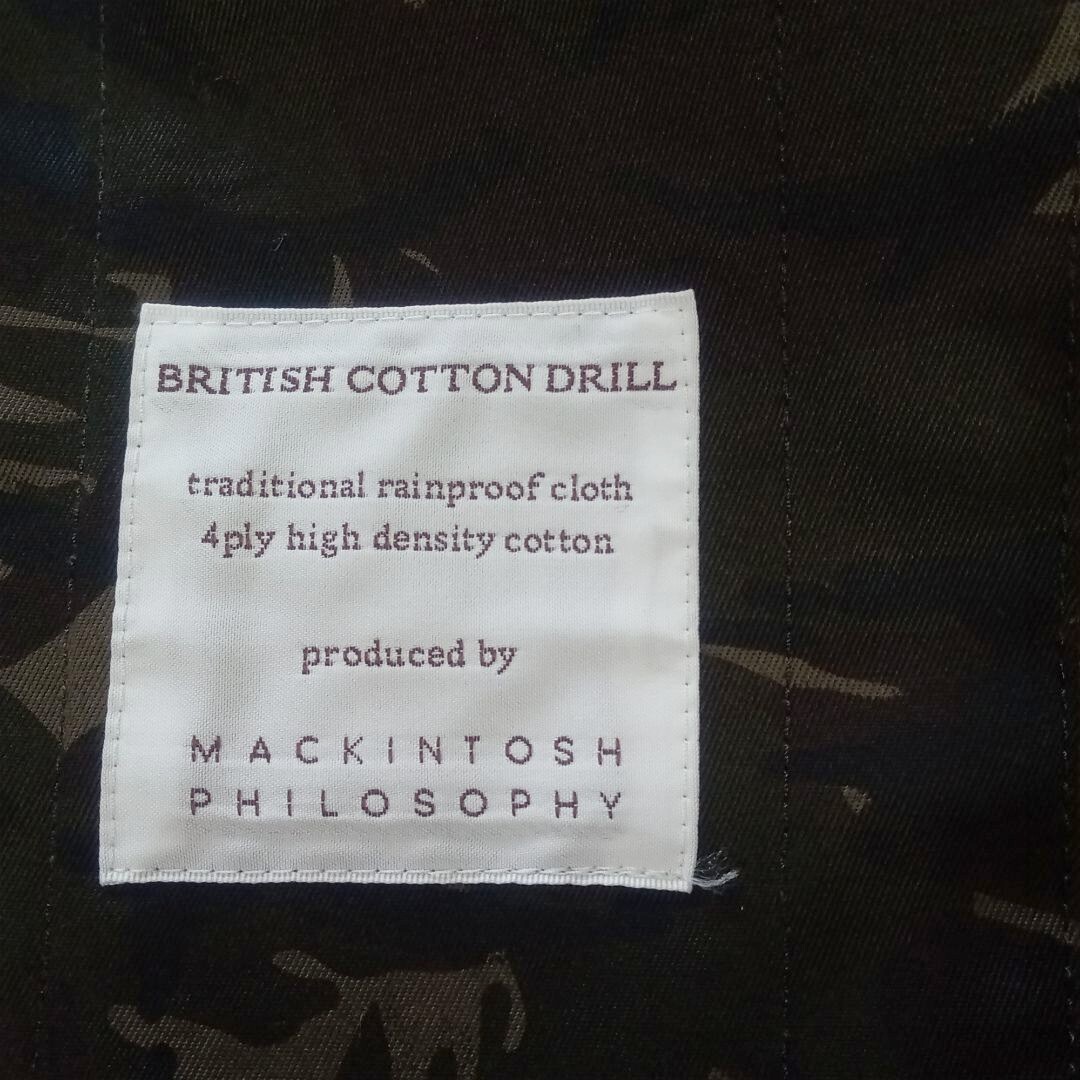 BRITISH COTTON DRILL
traditional rainproof cloth
4ply high density cotton
produced by
MACKINTOSH
PHILOSOPHY